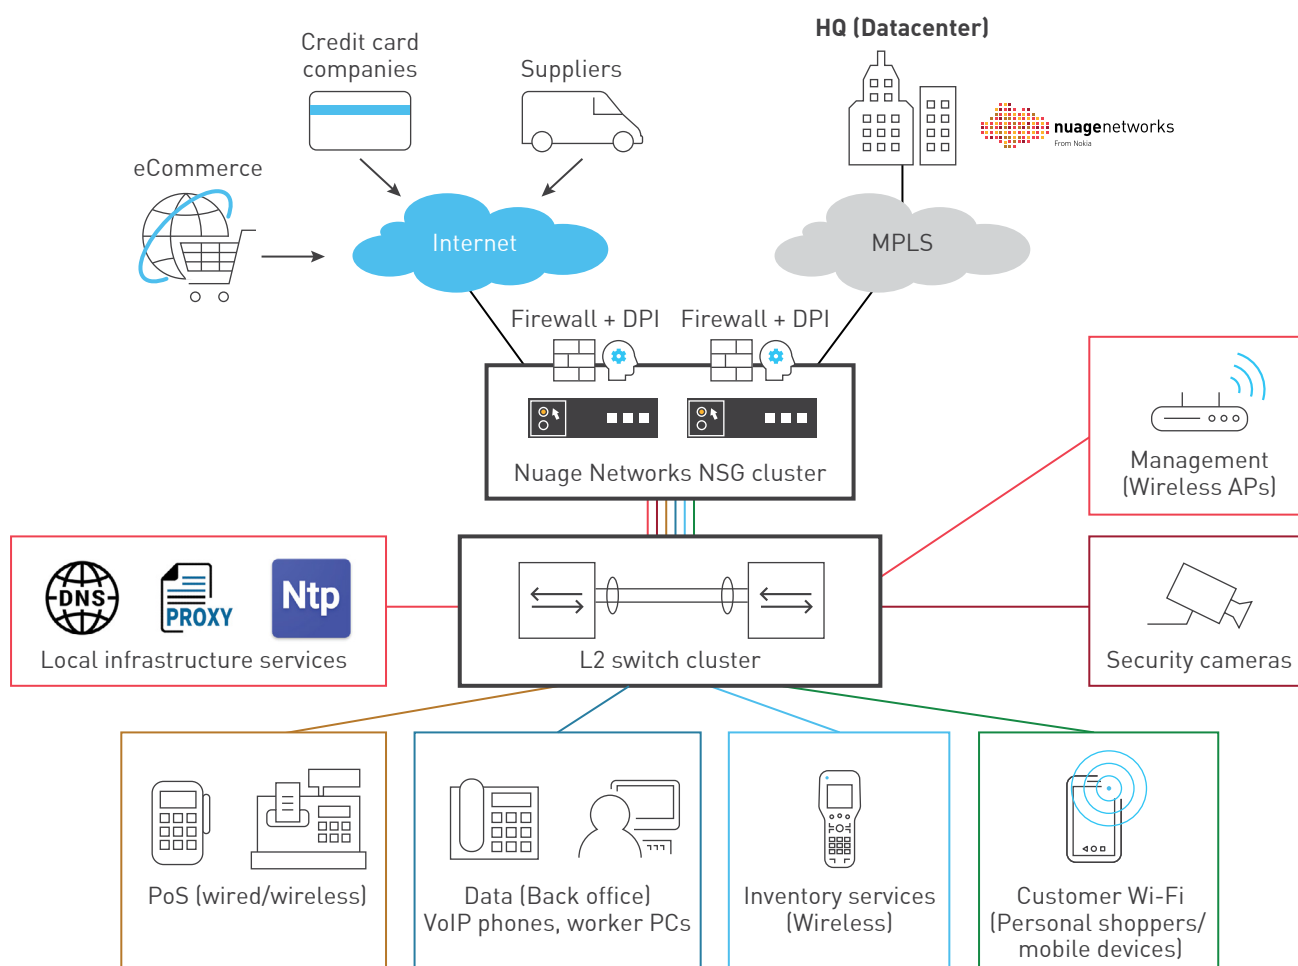 HQ (Datacenter)
Credit card
companies
Suppliers
nuagenetworks
From Nokia
eCommerce
Internet
MPLS
Firewall + DPI
Firewall + DPI
Nuage Networks NSG cluster
Management
(Wireless APs)
DNS
PROXY
Ntp
Local infrastructure services
L2 switch cluster
Security cameras
PoS (wired/wireless)
Data (Back office)
VoIP phones, worker PCs
Inventory services
(Wireless)
Customer Wi-Fi
(Personal shoppers/
mobile devices)